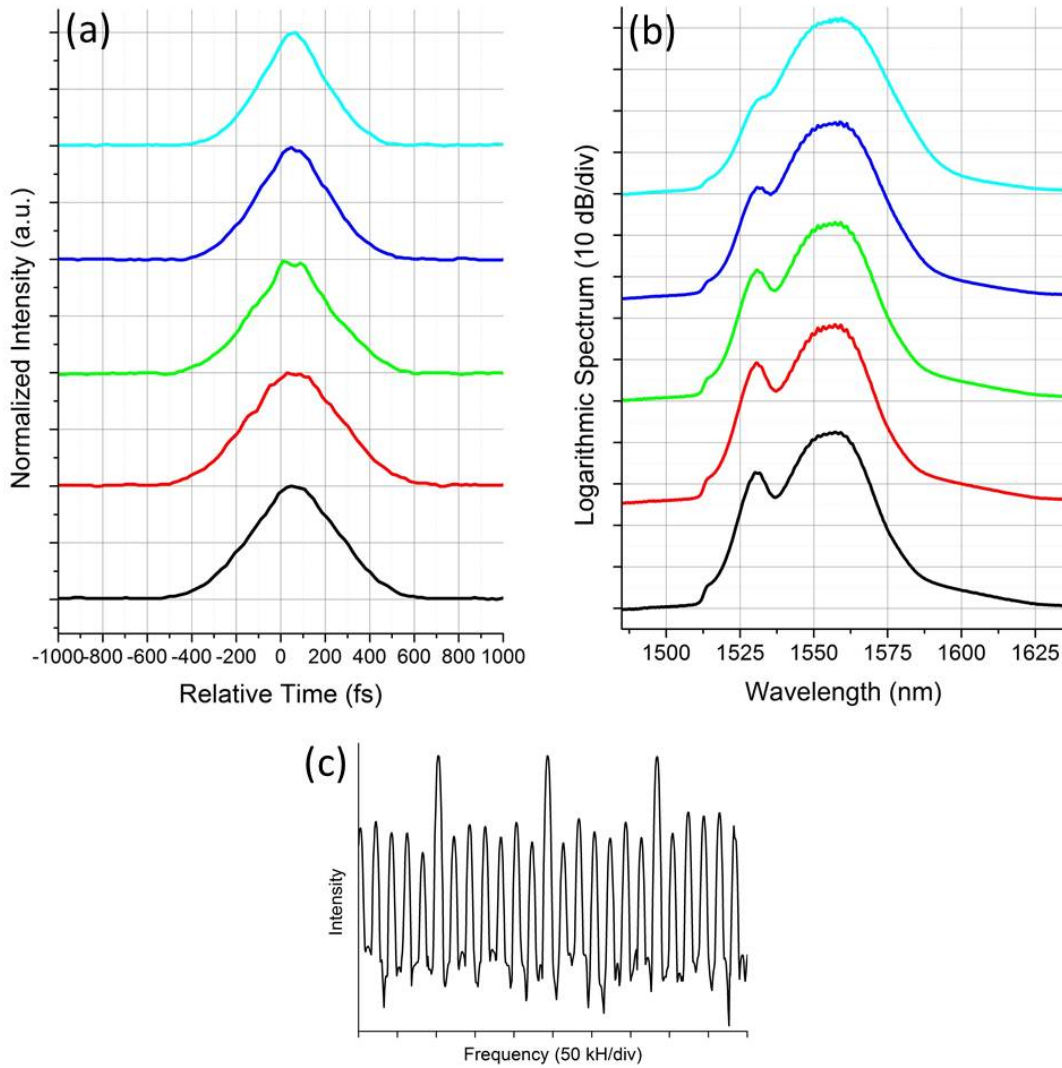 (a)
Normalized Intensity (a.u.)
-1000 -800 -600 -400 -200 0 200 400 600 800 1000
Relative Time (fs)
(b)
Logarithmic Spectrum (10 dB/div)
1500 1525 1550 1575 1600 1625
Wavelength (nm)
(c)
Intensity
Frequency (50 kH/div)